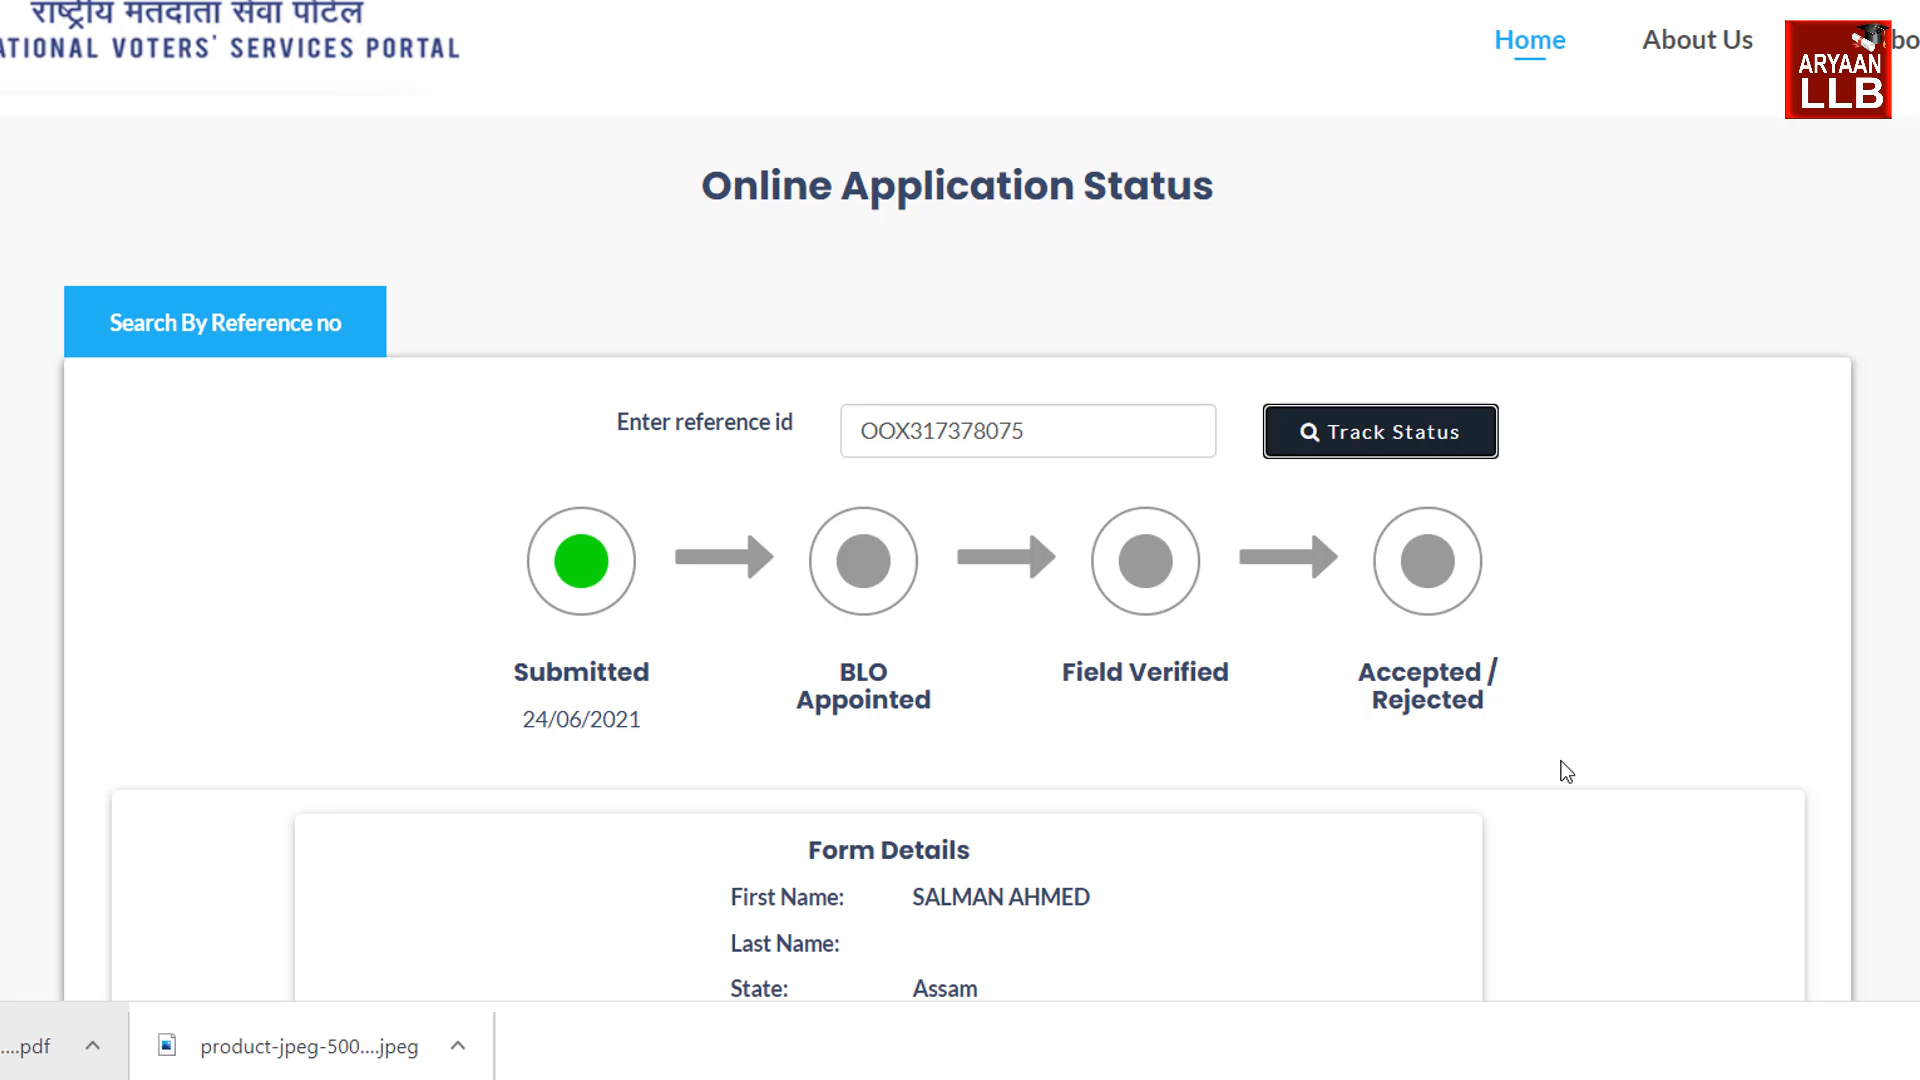 राष्ट्रीय मतदाता सेवा पोर्टल
ATIONAL VOTERS' SERVICES PORTAL
Home
About Us
bo
ARYAAN
LLB
Online Application Status
Search By Reference no
Enter reference id
OOX317378075
Track Status
Submitted
BLO
Appointed
Field Verified
Accepted /
Rejected
24/06/2021
Form Details
First Name: SALMAN AHMED
Last Name:
State: Assam
....pdf
product-jpeg-500....jpeg